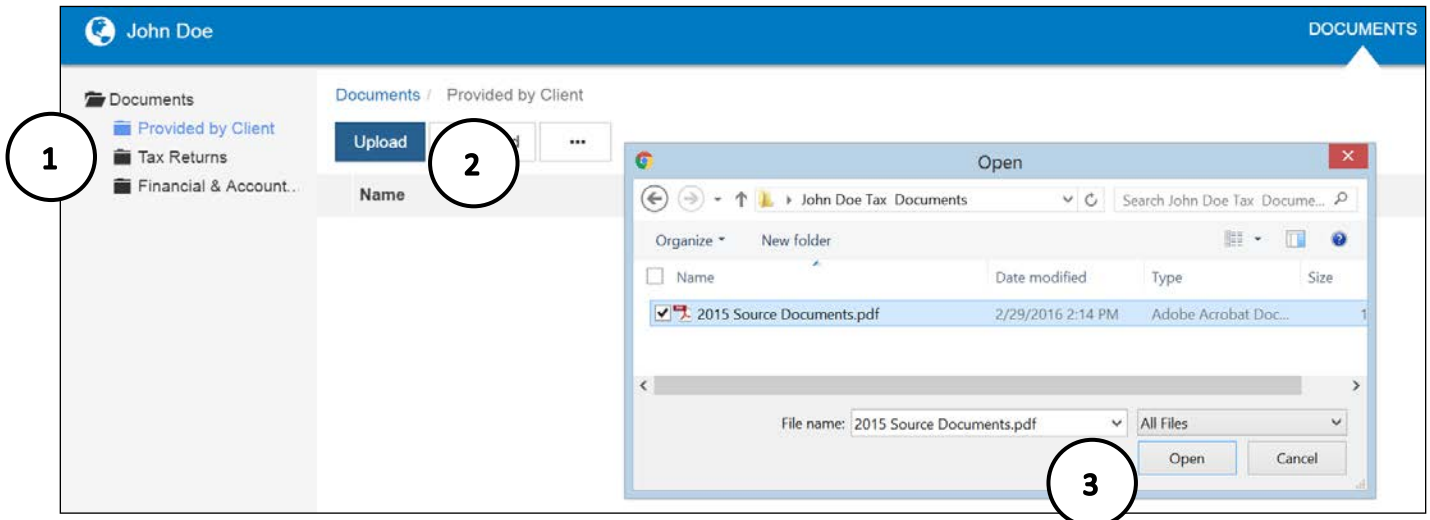 John Doe
DOCUMENTS
Documents
Provided by Client
Tax Returns
Financial & Account..
1
Documents / Provided by Client
Upload
2
...
Name
Open
John Doe Tax Documents
Search John Doe Tax Docume...
Organize
New folder
Name
Date modified
Type
Size
2015 Source Documents.pdf
2/29/2016 2:14 PM
Adobe Acrobat Doc...
1
File name:
2015 Source Documents.pdf
All Files
Open
Cancel
3